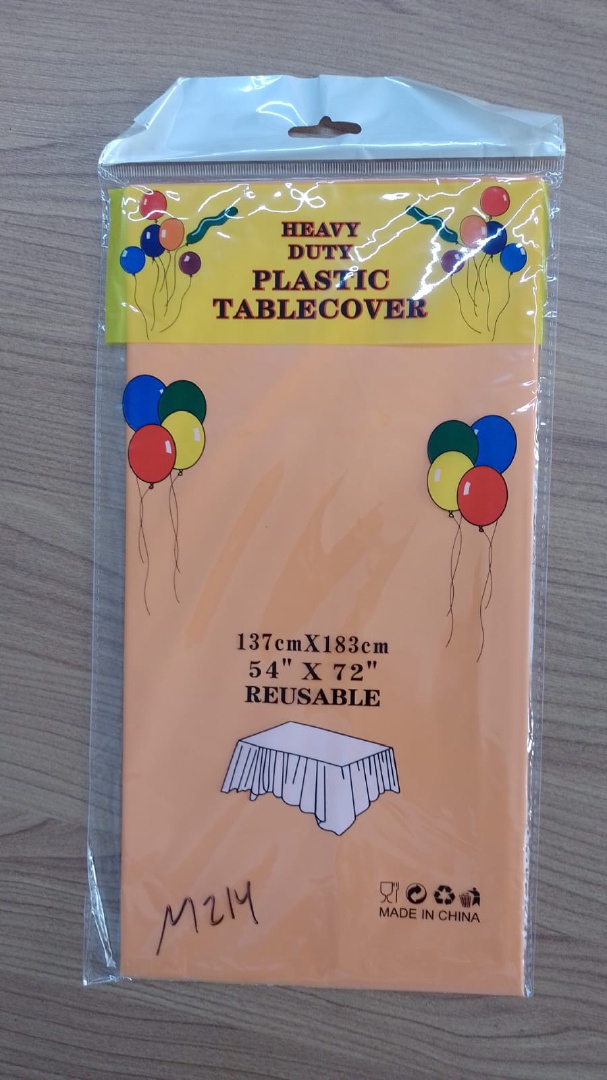 HEAVY
DUTY
PLASTIC
TABLECOVER
137cmX183cm
54" X 72"
REUSABLE
M214
MADE IN CHINA